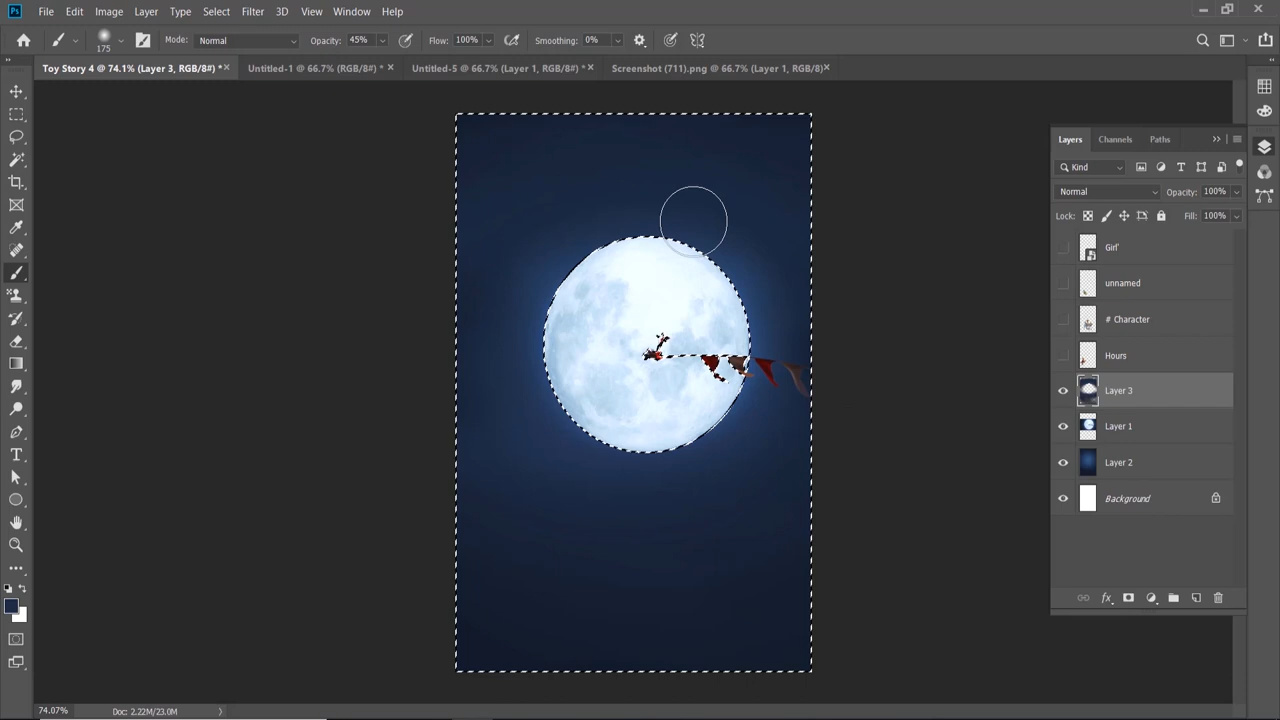 Ps File Edit Image Layer Type Select Filter 3D View Window Help
175 Mode: Normal Opacity: 45% Flow: 100% Smoothing: 0%
Toy Story 4 @ 74.1% (Layer 3, RGB/8#) * Untitled-1 @ 66.7% (RGB/8#) * Untitled-5 @ 66.7% (Layer 1, RGB/8#) * Screenshot (711).png @ 66.7% (Layer 1, RGB/8)
Layers Channels Paths
Kind
Normal Opacity: 100%
Lock: Fill: 100%
Girl'
unnamed
# Character
Hours
Layer 3
Layer 1
Layer 2
Background
fx
74.07% Doc: 2.22M/23.0M